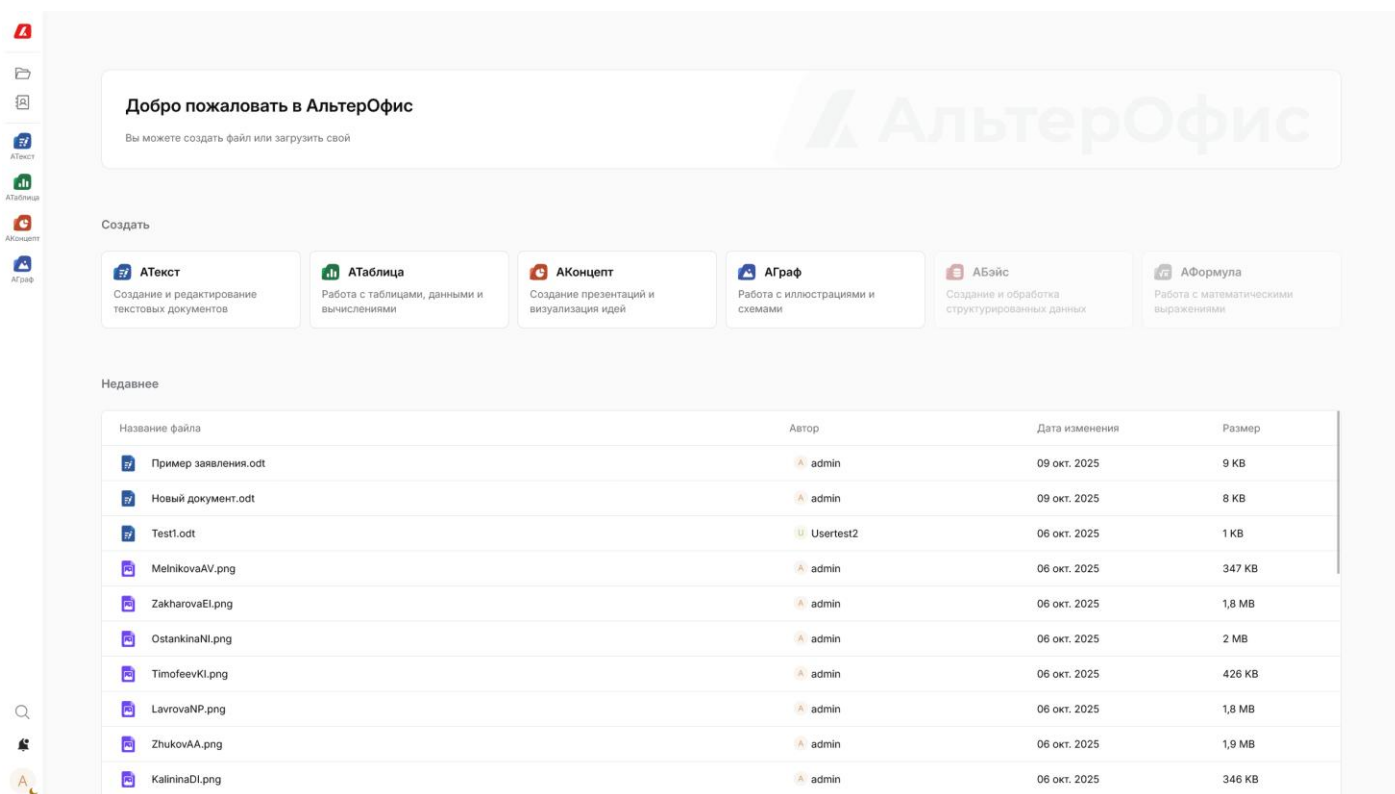 Добро пожаловать в АльтерОфис
АльтерОфис
Вы можете создать файл или загрузить свой
АТекст
АТаблица
АКонцепт
АГраф
Создать
АТекст
Создание и редактирование
текстовых документов
АТаблица
Работа с таблицами, данными и
вычислениями
АКонцепт
Создание презентаций и
визуализация идей
АГраф
Работа с иллюстрациями и
схемами
АБэйс
Создание и обработка
структурированных данных
АФормула
Работа с математическими
выражениями
Недавнее
Название файла Автор Дата изменения Размер
Пример заявления.odt A admin 09 окт. 2025 9 KB
Новый документ.odt A admin 09 окт. 2025 8 KB
Test1.odt U Usertest2 06 окт. 2025 1 KB
MelnikovaAV.png A admin 06 окт. 2025 347 KB
ZakharovaEI.png A admin 06 окт. 2025 1,8 MB
OstankinaNI.png A admin 06 окт. 2025 2 MB
TimofeevKI.png A admin 06 окт. 2025 426 KB
LavrovaNP.png A admin 06 окт. 2025 1,8 MB
ZhukovAA.png A admin 06 окт. 2025 1,9 MB
KalininaDI.png A admin 06 окт. 2025 346 KB
A